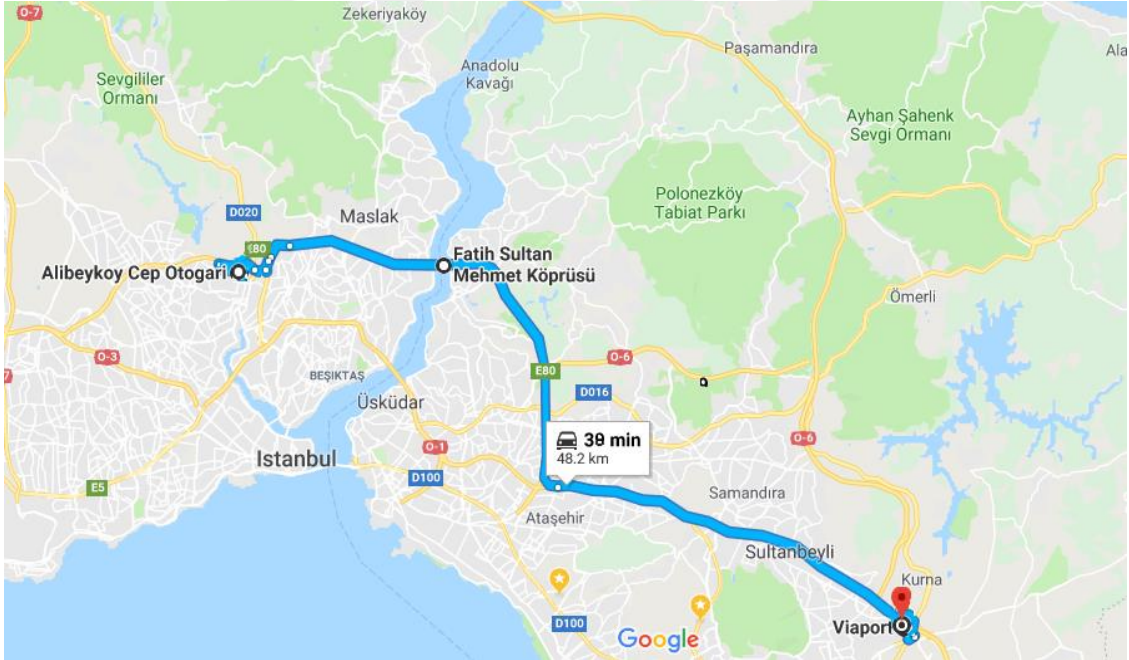 O-7
Zekeriyaköy
Paşamandıra
Ala
Anadolu
Kavağı
Sevgililer
Ormanı
Ayhan Şahenk
Sevgi Ormanı
Polonezköy
Tabiat Parkı
D020
Maslak
E80
Fatih Sultan
Mehmet Köprüsü
Alibeykoy Cep Otogari
Ömerli
O-3
7
BEŞİKTAŞ
E80
O-6
D016
Üsküdar
39 min
48.2 km
O-1
O-6
Istanbul
D100
E5
Samandıra
Ataşehir
Sultanbeyli
Kurna
D100
Google
Viaport